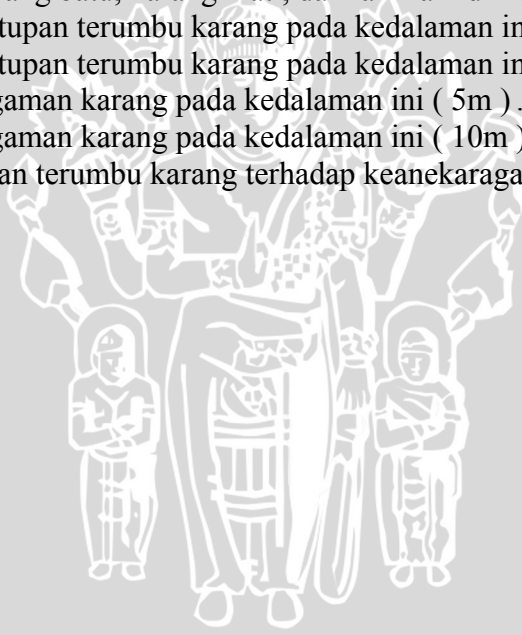 tupan terumbu karang pada kedalaman in
tupan terumbu karang pada kedalaman in
gaman karang pada kedalaman ini ( 5m ) .
gaman karang pada kedalaman ini ( 10m )
an terumbu karang terhadap keanekaraga